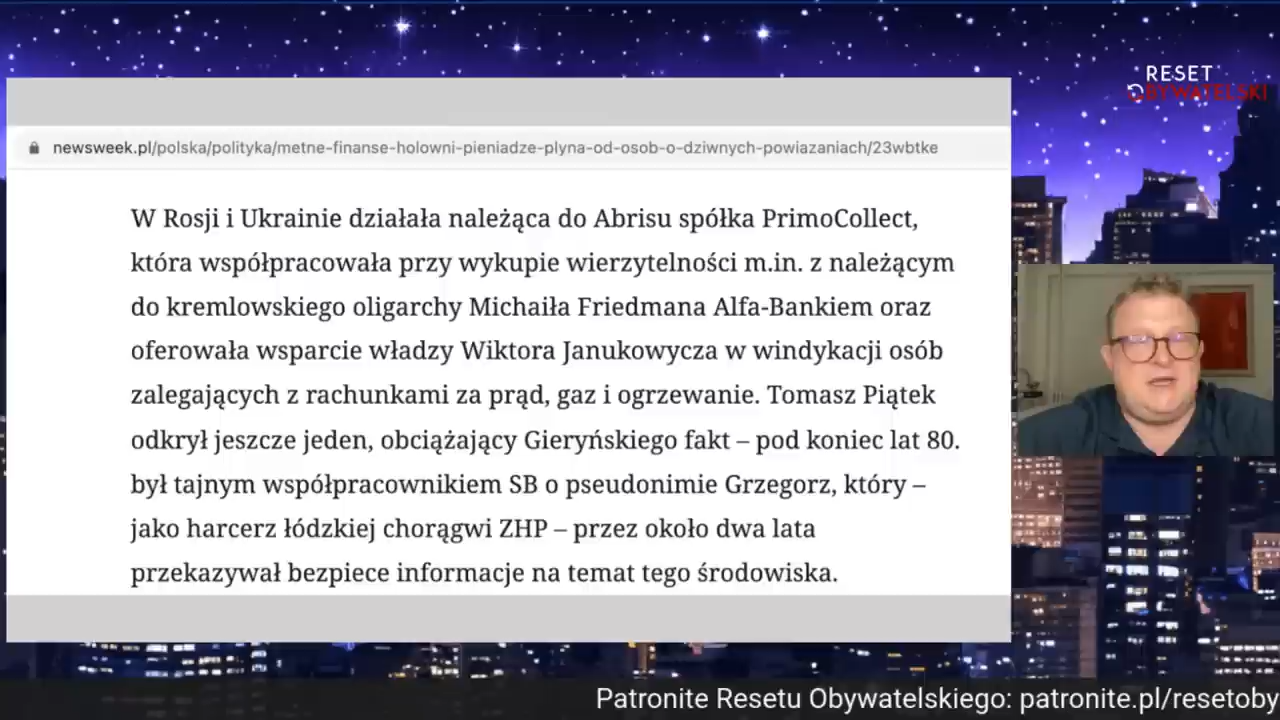 RESET
OBYWATELSKI
newsweek.pl/polska/polityka/metne-finanse-holowni-pieniadze-plyna-od-osob-o-dziwnych-powiazaniach/23wbtke
W Rosji i Ukrainie działała należąca do Abrisu spółka PrimoCollect,
która współpracowała przy wykupie wierzytelności m.in. z należącym
do kremlowskiego oligarchy Michaiła Friedmana Alfa-Bankiem oraz
oferowała wsparcie władzy Wiktora Janukowycza w windykacji osób
zalegających z rachunkami za prąd, gaz i ogrzewanie. Tomasz Piątek
odkrył jeszcze jeden, obciążający Gieryńskiego fakt – pod koniec lat 80.
był tajnym współpracownikiem SB o pseudonimie Grzegorz, który –
jako harcerz łódzkiej chorągwi ZHP – przez około dwa lata
przekazywał bezpiece informacje na temat tego środowiska.
Patronite Resetu Obywatelskiego: patronite.pl/resetoby